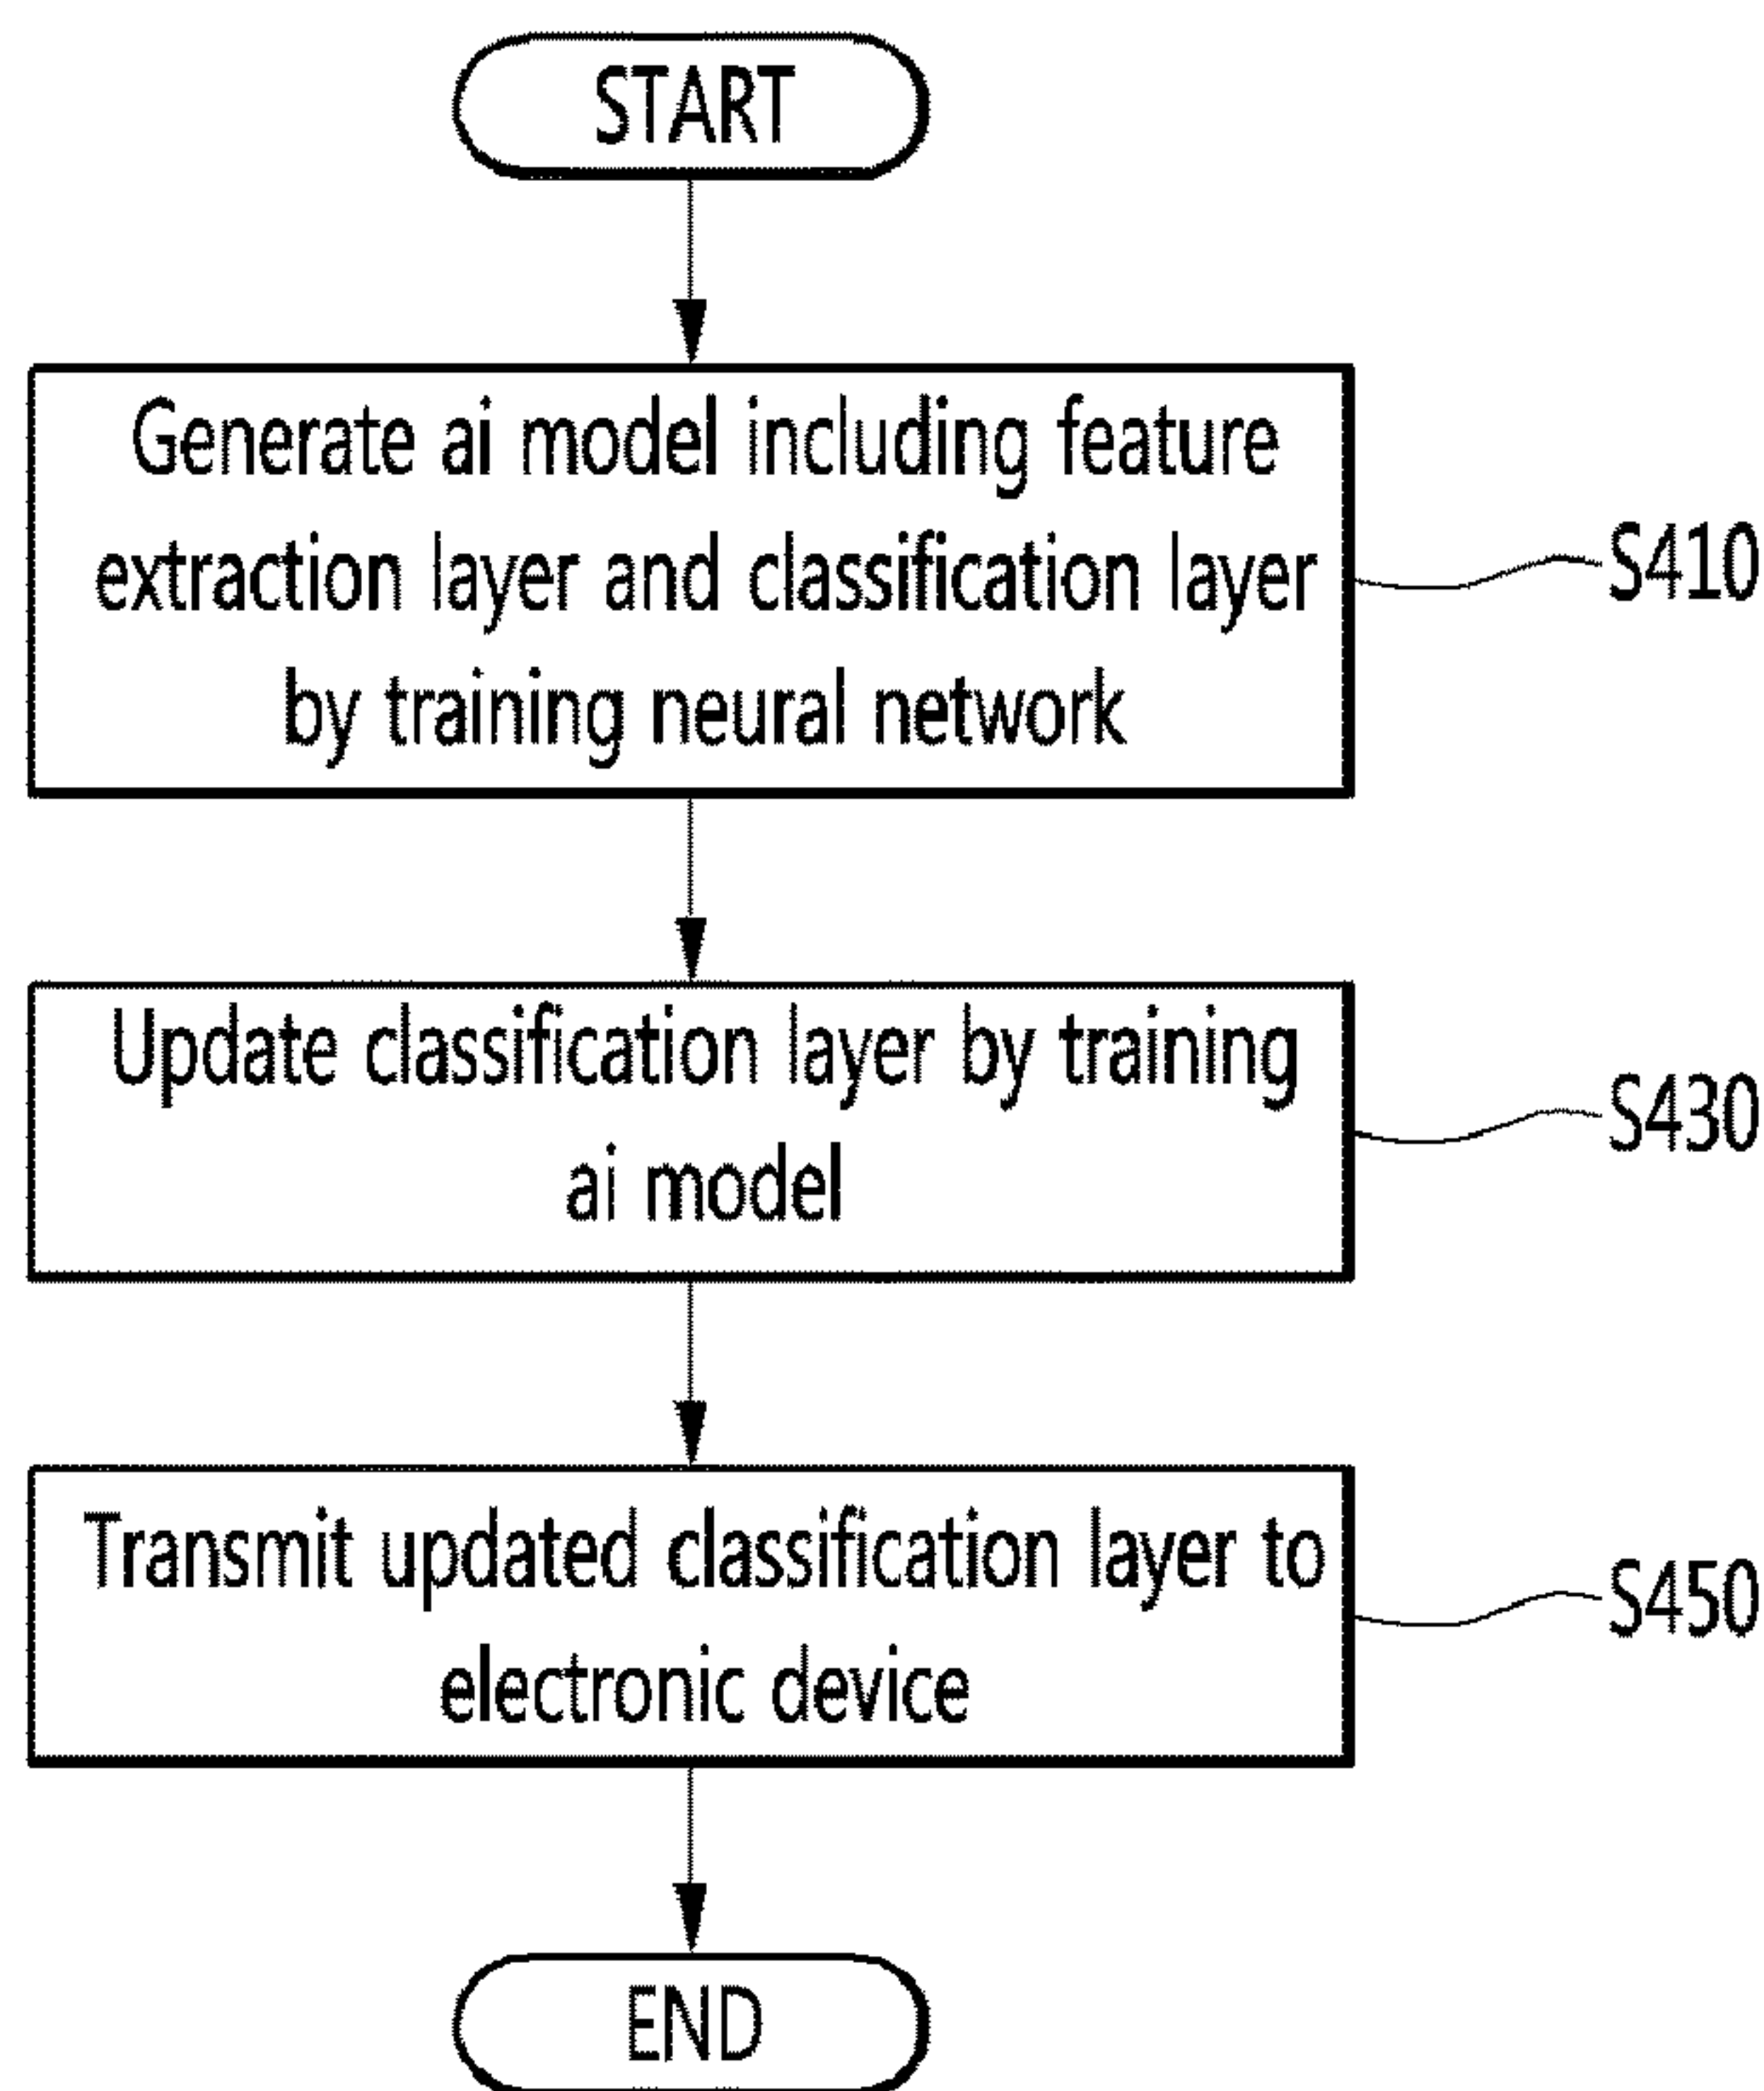 START
Generate ai model including feature
extraction layer and classification layer
by training neural network
S410
Update classification layer by training
ai model
S430
Transmit updated classification layer to
electronic device
S450
END